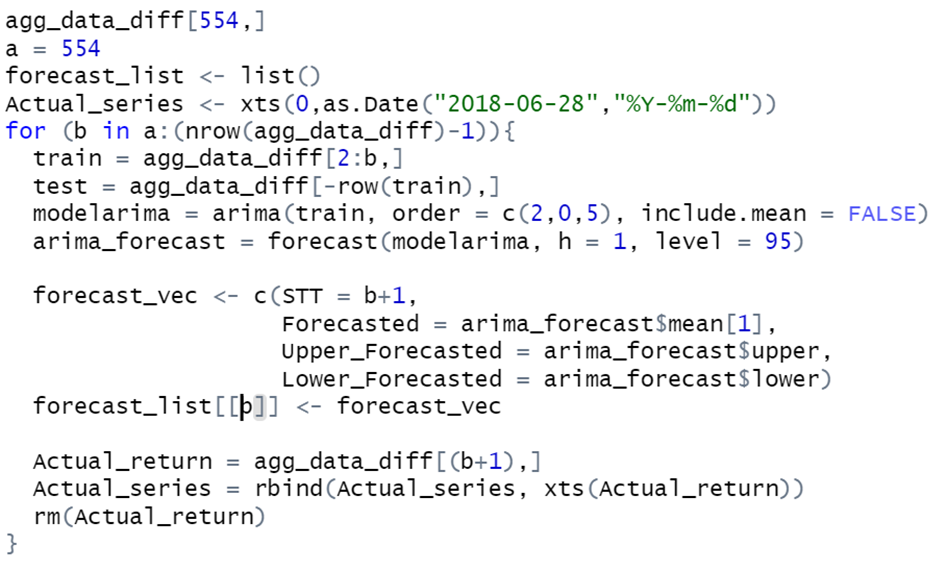 agg_data_diff[554,]
a = 554
forecast_list <- list()
Actual_series <- xts(0,as.Date("2018-06-28","%Y-%m-%d"))
for (b in a:(nrow(agg_data_diff)-1)){
  train = agg_data_diff[2:b,]
  test = agg_data_diff[-row(train),]
  modelarima = arima(train, order = c(2,0,5), include.mean = FALSE)
  arima_forecast = forecast(modelarima, h = 1, level = 95)
  forecast_vec <- c(STT = b+1,
                    Forecasted = arima_forecast$mean[1],
                    Upper_Forecasted = arima_forecast$upper,
                    Lower_Forecasted = arima_forecast$lower)
  forecast_list[[b]] <- forecast_vec
  Actual_return = agg_data_diff[(b+1),]
  Actual_series = rbind(Actual_series, xts(Actual_return))
  rm(Actual_return)
}